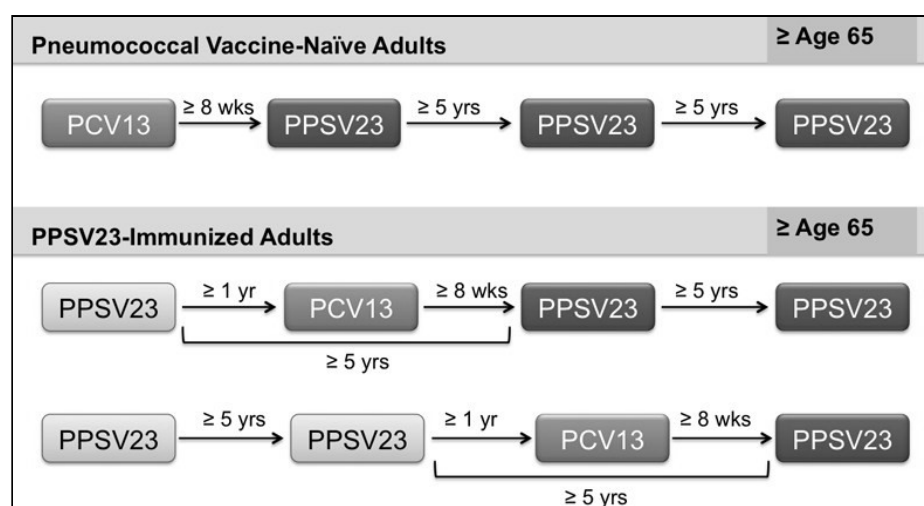 Pneumococcal Vaccine-Naïve Adults ≥ Age 65
PCV13 ≥ 8 wks PPSV23 ≥ 5 yrs PPSV23 ≥ 5 yrs PPSV23
PPSV23-Immunized Adults ≥ Age 65
PPSV23 ≥ 1 yr PCV13 ≥ 8 wks PPSV23 ≥ 5 yrs PPSV23
≥ 5 yrs
PPSV23 ≥ 5 yrs PPSV23 ≥ 1 yr PCV13 ≥ 8 wks PPSV23
≥ 5 yrs